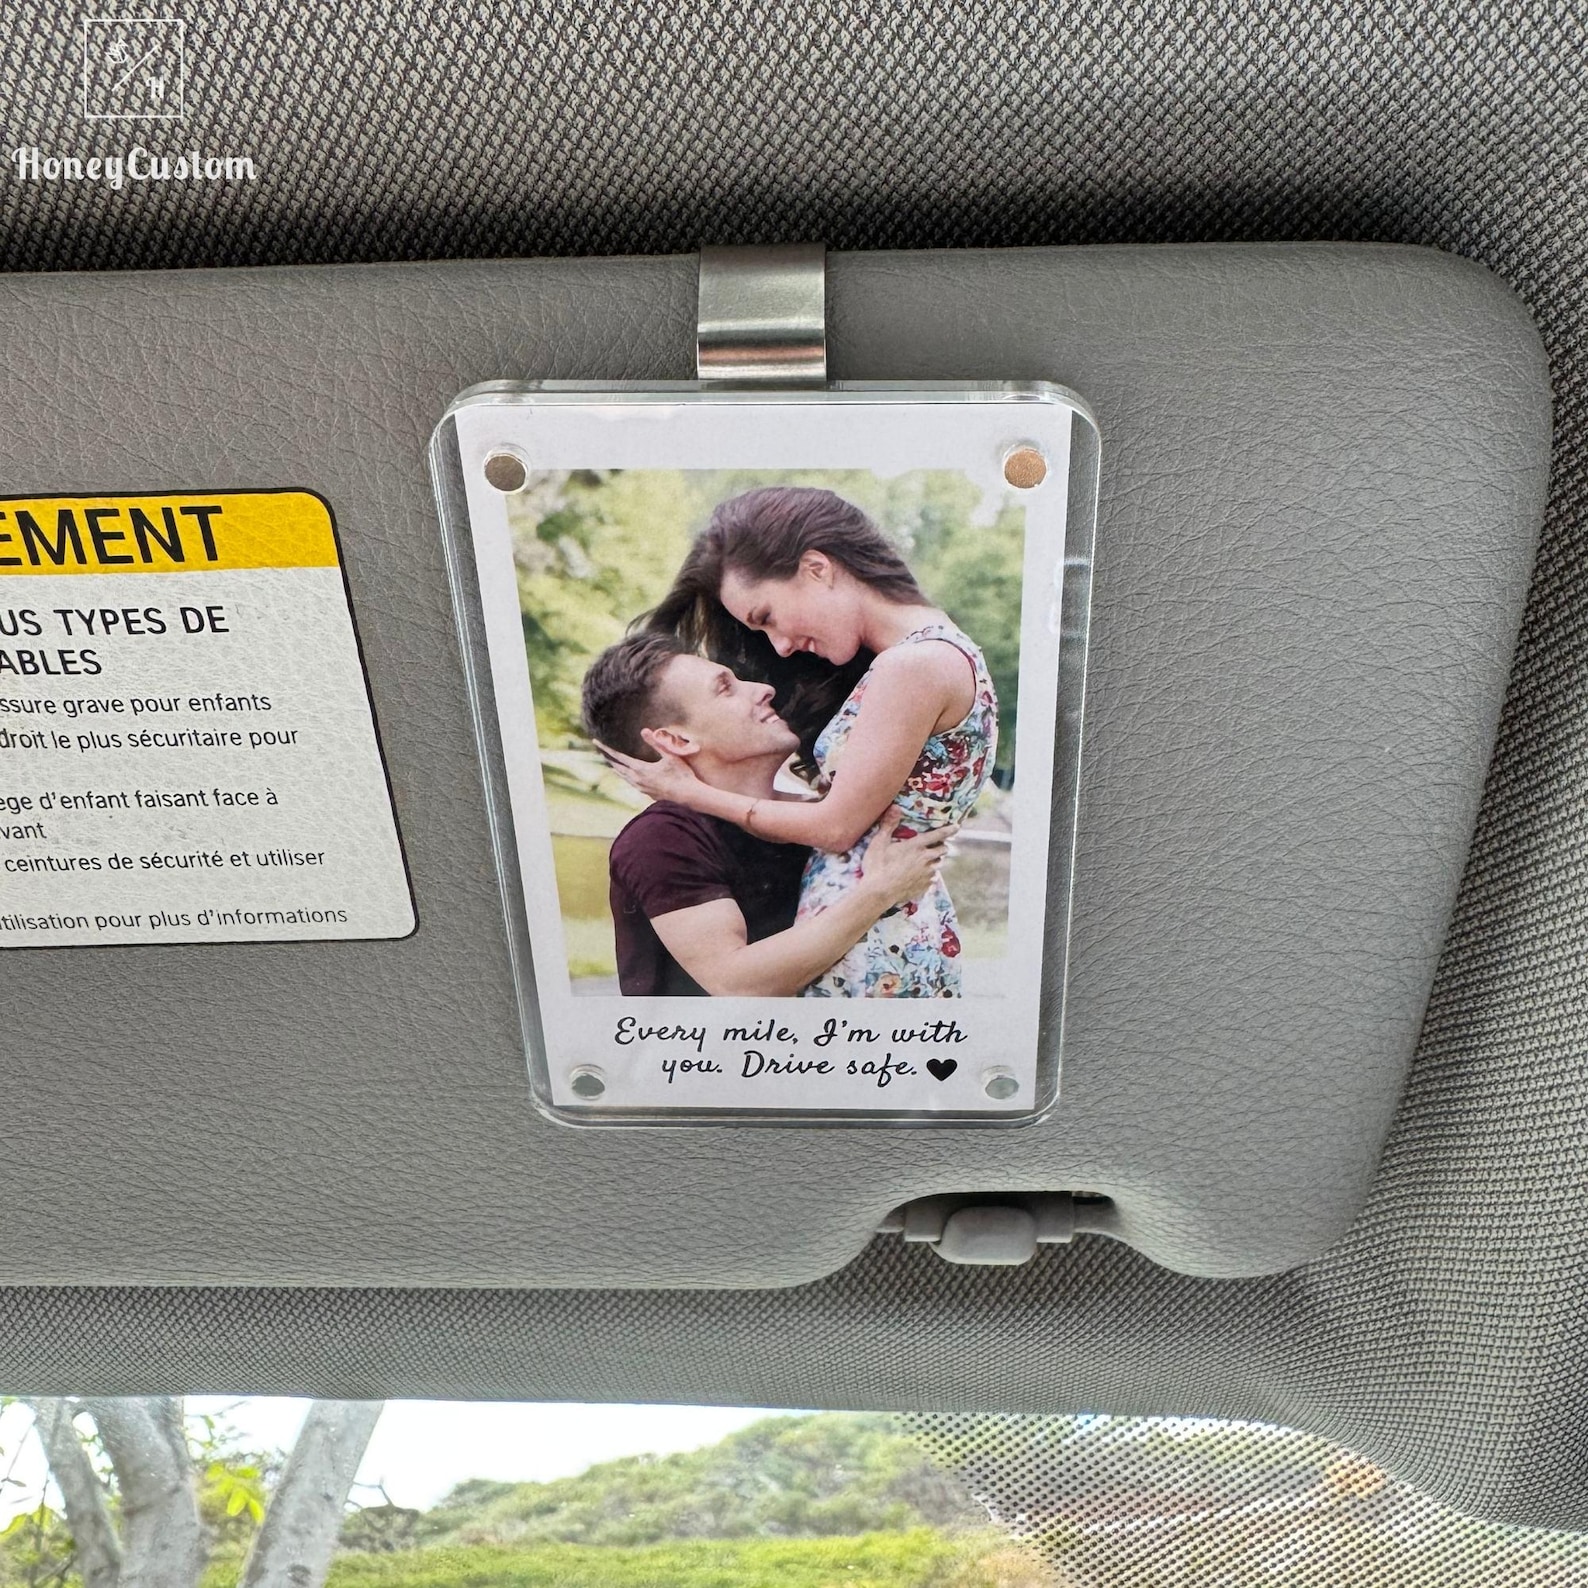 H
HoneyCustom
EMENT
US TYPES DE
ABLES
ssure grave pour enfants
droit le plus sécuritaire pour
ège d'enfant faisant face à
vant
ceintures de sécurité et utiliser
tilisation pour plus d'informations
Every mile, I'm with
you. Drive safe.